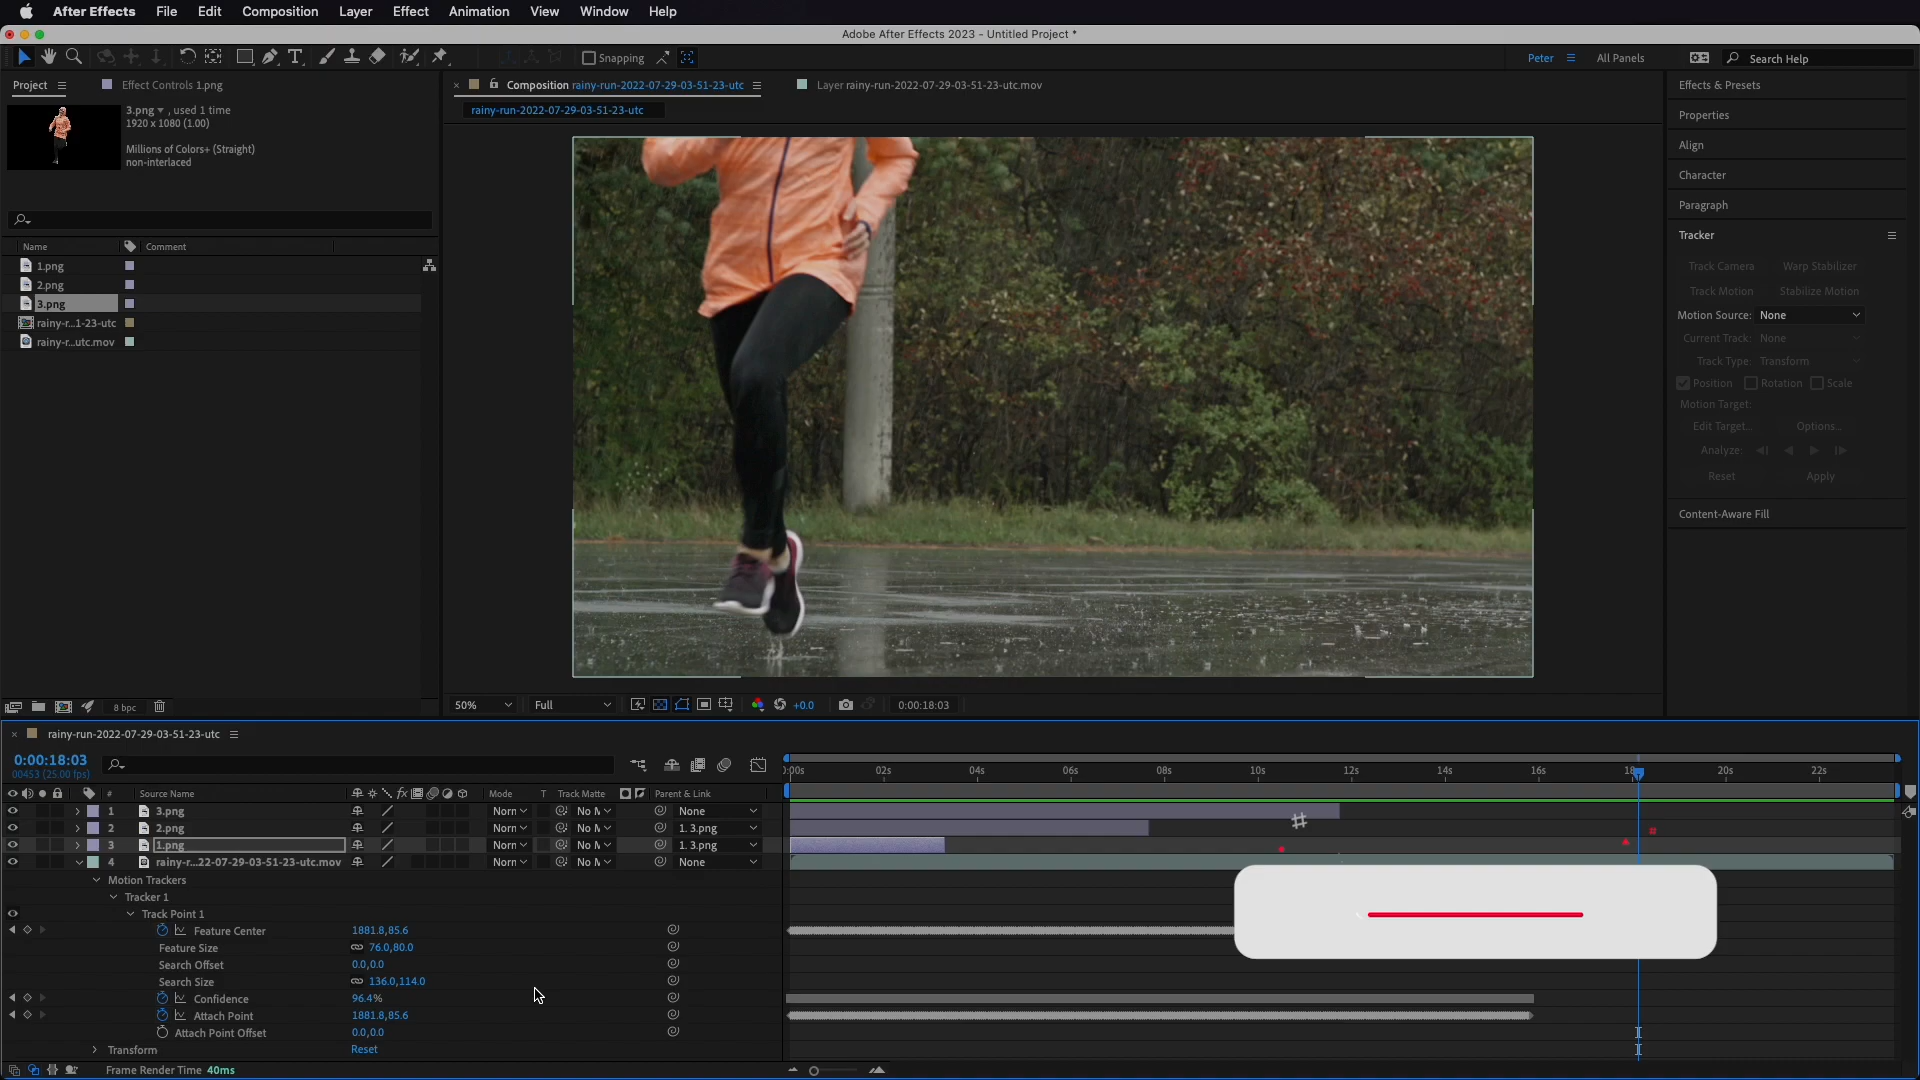 After Effects File Edit Composition Layer Effect Animation View Window Help
Adobe After Effects 2023 - Untitled Project *
Snapping
Peter
All Panels
Search Help
Project
Effect Controls 1.png
Composition rainy-run-2022-07-29-03-51-23-utc
Layer rainy-run-2022-07-29-03-51-23-utc.mov
rainy-run-2022-07-29-03-51-23-utc
3.png , used 1 time
1920 x 1080 (1.00)
Millions of Colors+ (Straight)
non-interlaced
Name Comment
1.png
2.png
3.png
rainy-r...1-23-utc
rainy-r...utc.mov
8 bpc
Effects & Presets
Properties
Align
Character
Paragraph
Tracker
Track Camera Warp Stabilizer
Track Motion Stabilize Motion
Motion Source: None
Current Track: None
Track Type: Transform
Position Rotation Scale
Motion Target:
Edit Target... Options...
Analyze:
Reset Apply
Content-Aware Fill
50% Full +0.0 0:00:18:03
rainy-run-2022-07-29-03-51-23-utc
0:00:18:03
00453 (25.00 fps)
):00s 02s 04s 06s 08s 10s 12s 14s 16s 18s 20s 22s
# Source Name fx Mode T Track Matte Parent & Link
1 3.png Norn No M None
2 2.png Norn No M 1. 3.png
3 1.png Norn No M 1. 3.png
4 rainy-r...22-07-29-03-51-23-utc.mov Norn No M None
Motion Trackers
Tracker 1
Track Point 1
Feature Center 1881.8,85.6
Feature Size 76.0,80.0
Search Offset 0.0,0.0
Search Size 136.0,114.0
Confidence 96.4%
Attach Point 1881.8,85.6
Attach Point Offset 0.0,0.0
Transform Reset
Frame Render Time 40ms